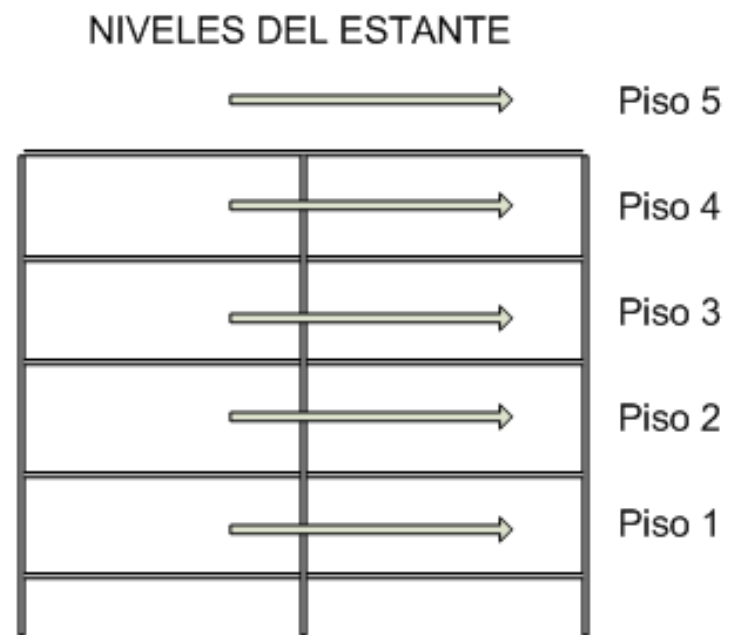 NIVELES DEL ESTANTE
Piso 5
Piso 4
Piso 3
Piso 2
Piso 1